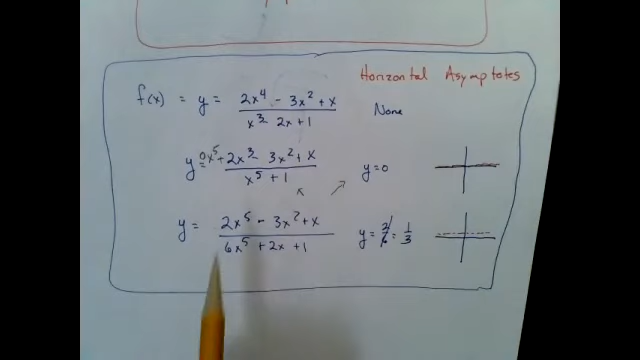 Horizontal Asymptotes
f(x) = y = (2x⁴ - 3x² + x)/(x³ - 2x + 1) None
y = (0x⁵ + 2x³ - 3x² + x)/(x⁵ + 1) y = 0
y = (2x⁵ - 3x² + x)/(6x⁵ + 2x + 1) y = 2/6 = 1/3